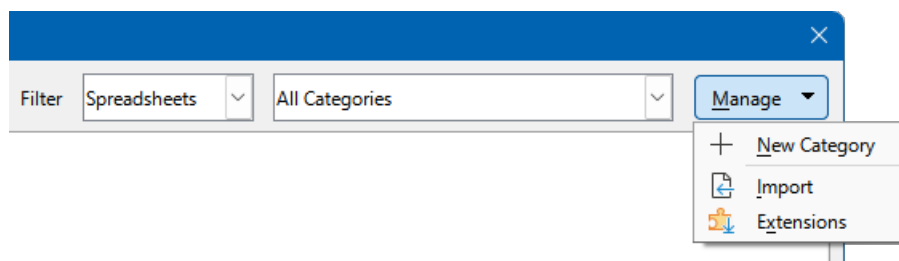 Filter Spreadsheets All Categories Manage
New Category
Import
Extensions